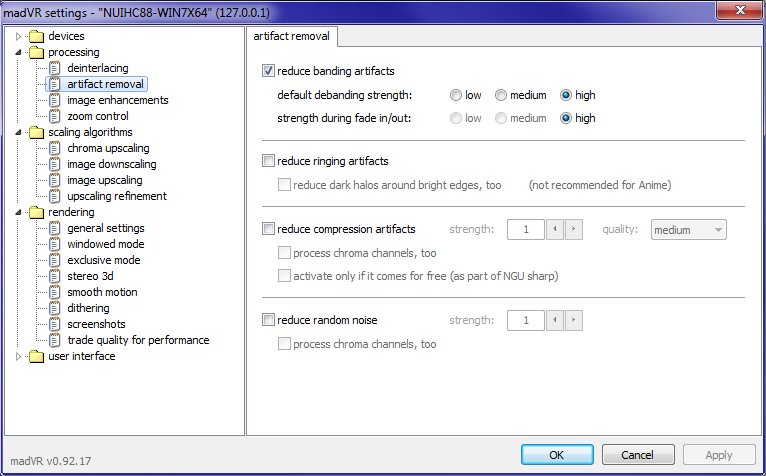 madVR settings - "NUIHC88-WIN7X64" (127.0.0.1)
devices
processing
deinterlacing
artifact removal
image enhancements
zoom control
scaling algorithms
chroma upscaling
image downscaling
image upscaling
upscaling refinement
rendering
general settings
windowed mode
exclusive mode
stereo 3d
smooth motion
dithering
screenshots
trade quality for performance
user interface
artifact removal
reduce banding artifacts
default debanding strength: low medium high
strength during fade in/out: low medium high
reduce ringing artifacts
reduce dark halos around bright edges, too (not recommended for Anime)
reduce compression artifacts strength: 1 quality: medium
process chroma channels, too
activate only if it comes for free (as part of NGU sharp)
reduce random noise strength: 1
process chroma channels, too
madVR v0.92.17
OK Cancel Apply